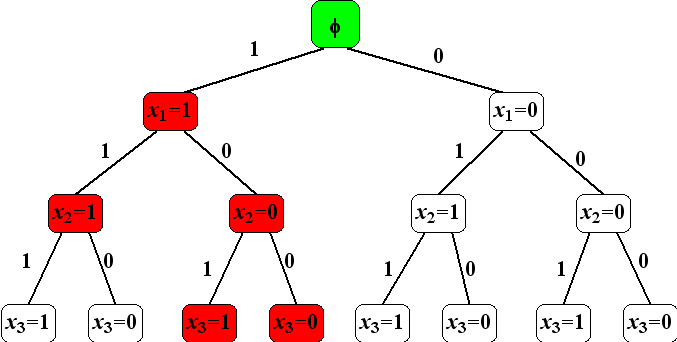 ϕ
1 0
x₁=1 x₁=0
1 0 1 0
x₂=1 x₂=0 x₂=1 x₂=0
1 0 1 0 1 0 1 0
x₃=1 x₃=0 x₃=1 x₃=0 x₃=1 x₃=0 x₃=1 x₃=0